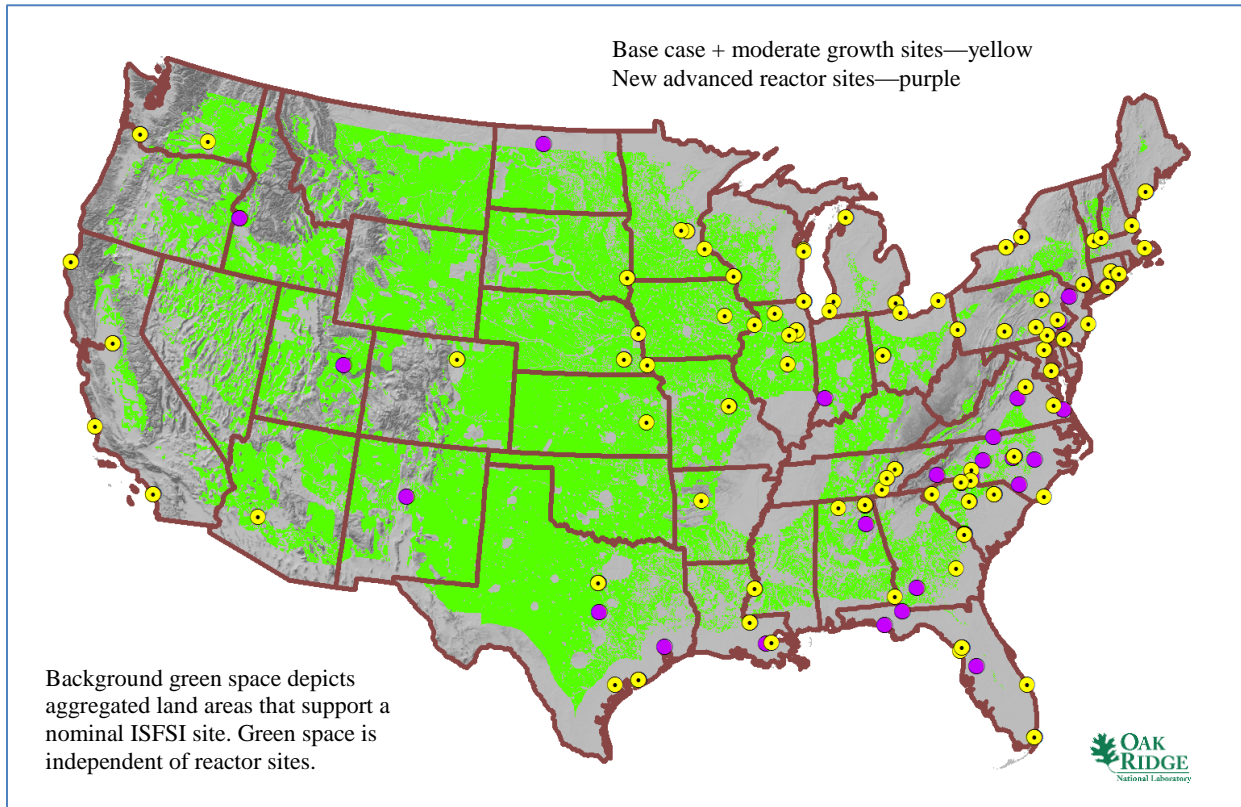 Base case + moderate growth sites—yellow
New advanced reactor sites—purple
Background green space depicts
aggregated land areas that support a
nominal ISFSI site. Green space is
independent of reactor sites.
OAK
RIDGE
National Laboratory